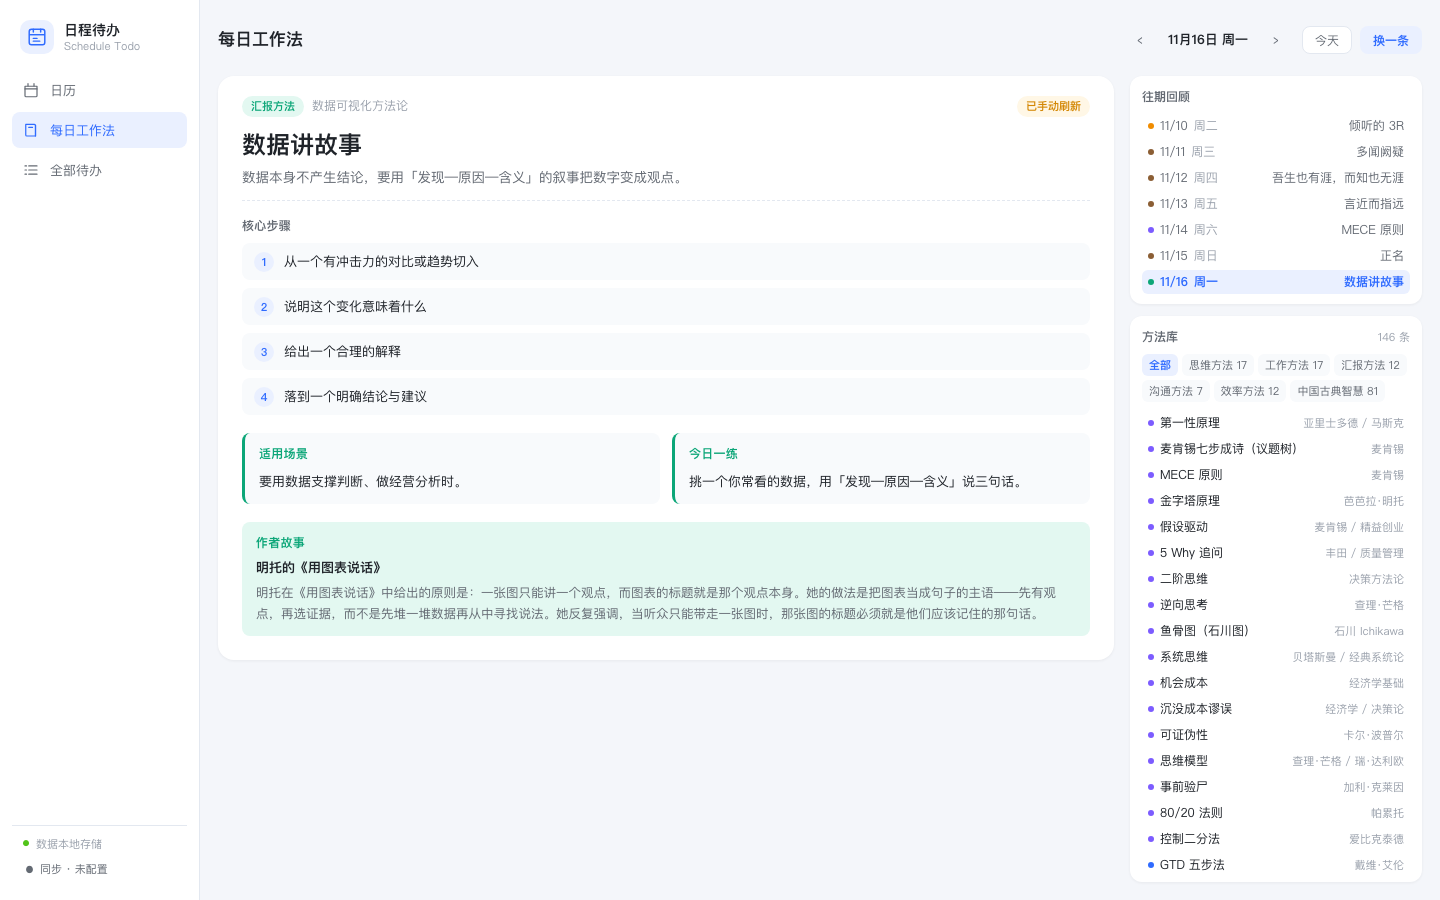 日程待办
Schedule Todo
日历
每日工作法
全部待办
数据本地存储
同步 · 未配置
每日工作法
‹ 11月16日 周一 › 今天 换一条
汇报方法 数据可视化方法论 已手动刷新
数据讲故事
数据本身不产生结论，要用「发现—原因—含义」的叙事把数字变成观点。
核心步骤
1 从一个有冲击力的对比或趋势切入
2 说明这个变化意味着什么
3 给出一个合理的解释
4 落到一个明确结论与建议
适用场景
要用数据支撑判断、做经营分析时。
今日一练
挑一个你常看的数据，用「发现—原因—含义」说三句话。
作者故事
明托的《用图表说话》
明托在《用图表说话》中给出的原则是：一张图只能讲一个观点，而图表的标题就是那个观点本身。她的做法是把图表当成句子的主语——先有观
点，再选证据，而不是先堆一堆数据再从中寻找说法。她反复强调，当听众只能带走一张图时，那张图的标题必须就是他们应该记住的那句话。
往期回顾
11/10 周二 倾听的 3R
11/11 周三 多闻阙疑
11/12 周四 吾生也有涯，而知也无涯
11/13 周五 言近而指远
11/14 周六 MECE 原则
11/15 周日 正名
11/16 周一 数据讲故事
方法库 146 条
全部 思维方法 17 工作方法 17 汇报方法 12
沟通方法 7 效率方法 12 中国古典智慧 81
第一性原理 亚里士多德 / 马斯克
麦肯锡七步成诗（议题树） 麦肯锡
MECE 原则 麦肯锡
金字塔原理 芭芭拉·明托
假设驱动 麦肯锡 / 精益创业
5 Why 追问 丰田 / 质量管理
二阶思维 决策方法论
逆向思考 查理·芒格
鱼骨图（石川图） 石川 Ichikawa
系统思维 贝塔斯曼 / 经典系统论
机会成本 经济学基础
沉没成本谬误 经济学 / 决策论
可证伪性 卡尔·波普尔
思维模型 查理·芒格 / 瑞·达利欧
事前验尸 加利·克莱因
80/20 法则 帕累托
控制二分法 爱比克泰德
GTD 五步法 戴维·艾伦